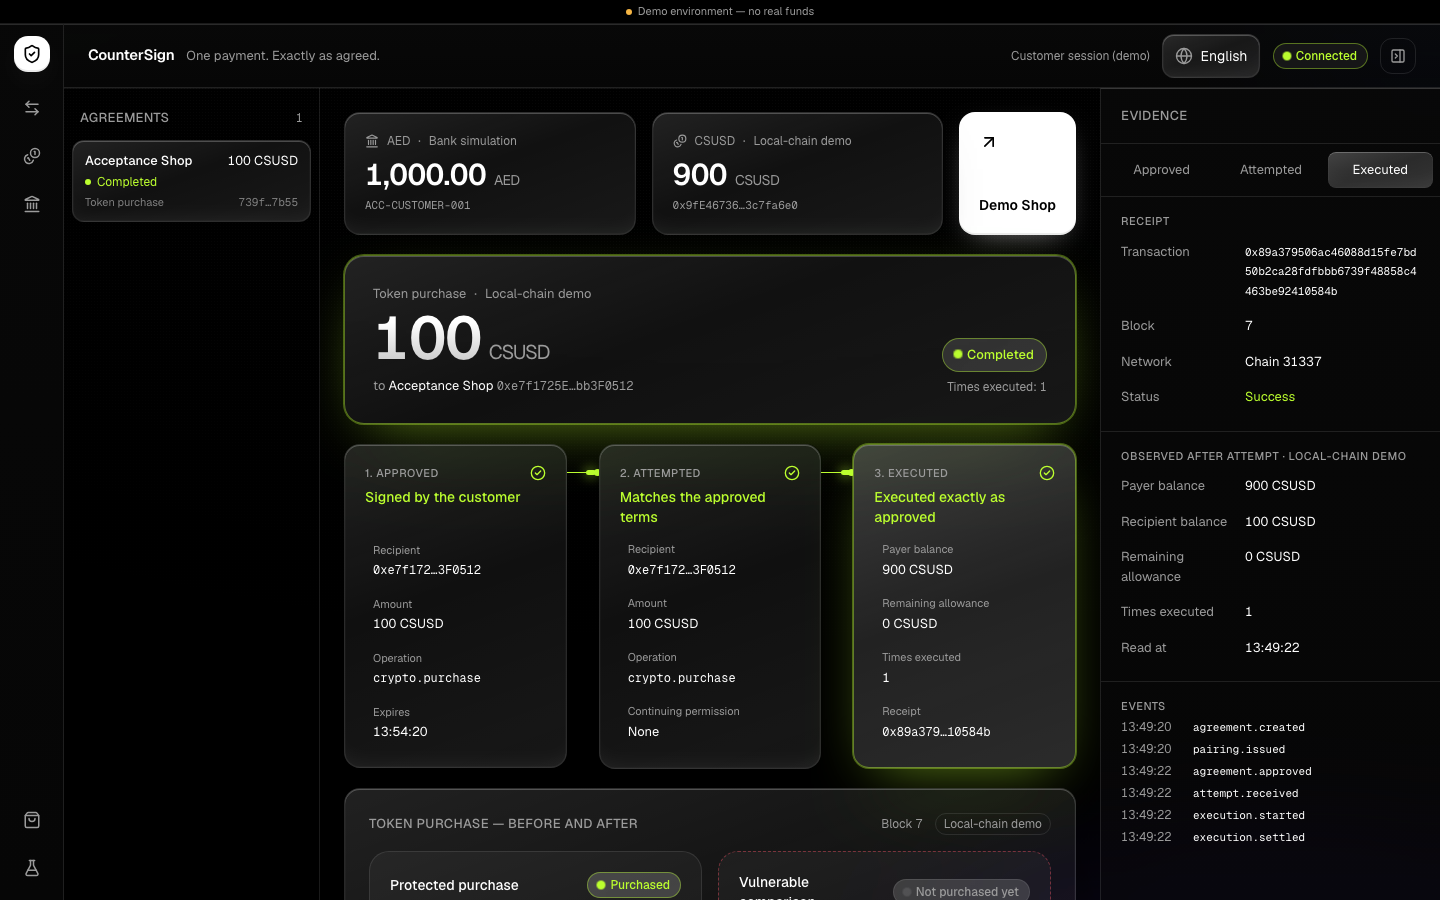 Demo environment — no real funds
CounterSign
One payment. Exactly as agreed.
Customer session (demo)
English
Connected
AGREEMENTS
1
Acceptance Shop
100 CSUSD
Completed
Token purchase
739f…7b55
AED · Bank simulation
1,000.00 AED
ACC-CUSTOMER-001
CSUSD · Local-chain demo
900 CSUSD
0x9fE46736…3c7fa6e0
Demo Shop
Token purchase · Local-chain demo
100 CSUSD
to Acceptance Shop 0xe7f1725E…bb3F0512
Completed
Times executed: 1
1. APPROVED
Signed by the customer
Recipient
0xe7f172…3F0512
Amount
100 CSUSD
Operation
crypto.purchase
Expires
13:54:20
2. ATTEMPTED
Matches the approved
terms
Recipient
0xe7f172…3F0512
Amount
100 CSUSD
Operation
crypto.purchase
Continuing permission
None
3. EXECUTED
Executed exactly as
approved
Payer balance
900 CSUSD
Remaining allowance
0 CSUSD
Times executed
1
Receipt
0x89a379…10584b
TOKEN PURCHASE — BEFORE AND AFTER
Block 7
Local-chain demo
Protected purchase
Purchased
Vulnerable
comparison
Not purchased yet
EVIDENCE
Approved
Attempted
Executed
RECEIPT
Transaction
0x89a379506ac46088d15fe7bd
50b2ca28fdfbbb6739f48858c4
463be92410584b
Block
7
Network
Chain 31337
Status
Success
OBSERVED AFTER ATTEMPT · LOCAL-CHAIN DEMO
Payer balance
900 CSUSD
Recipient balance
100 CSUSD
Remaining
allowance
0 CSUSD
Times executed
1
Read at
13:49:22
EVENTS
13:49:20 agreement.created
13:49:20 pairing.issued
13:49:22 agreement.approved
13:49:22 attempt.received
13:49:22 execution.started
13:49:22 execution.settled